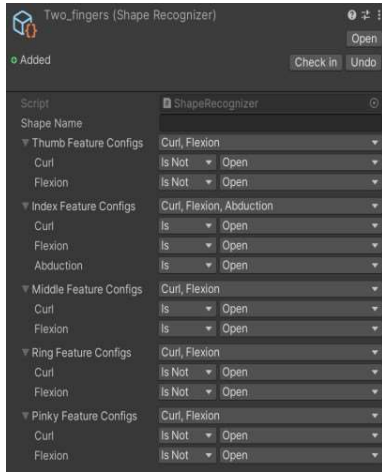 Two_fingers (Shape Recognizer)
Open
Added
Check in Undo
Script ShapeRecognizer
Shape Name
Thumb Feature Configs Curl, Flexion
Curl Is Not Open
Flexion Is Not Open
Index Feature Configs Curl, Flexion, Abduction
Curl Is Open
Flexion Is Open
Abduction Is Open
Middle Feature Configs Curl, Flexion
Curl Is Open
Flexion Is Open
Ring Feature Configs Curl, Flexion
Curl Is Not Open
Flexion Is Not Open
Pinky Feature Configs Curl, Flexion
Curl Is Not Open
Flexion Is Not Open